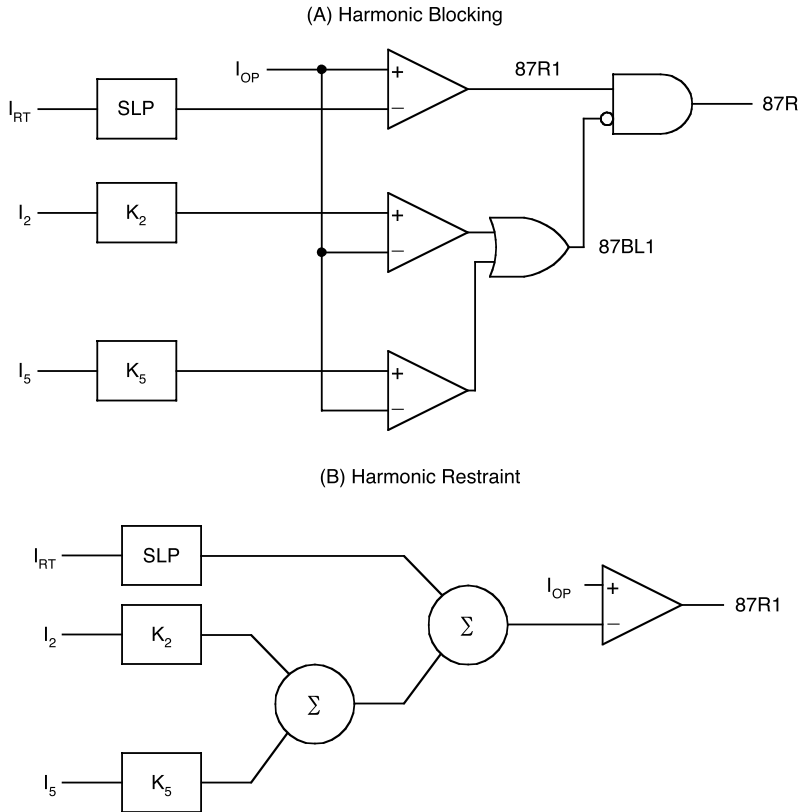 (A) Harmonic Blocking
I_OP
+
−
87R1
87R
I_RT
SLP
I_2
K_2
+
−
87BL1
I_5
K_5
+
−
(B) Harmonic Restraint
I_RT
SLP
I_OP
+
−
87R1
I_2
K_2
Σ
Σ
I_5
K_5